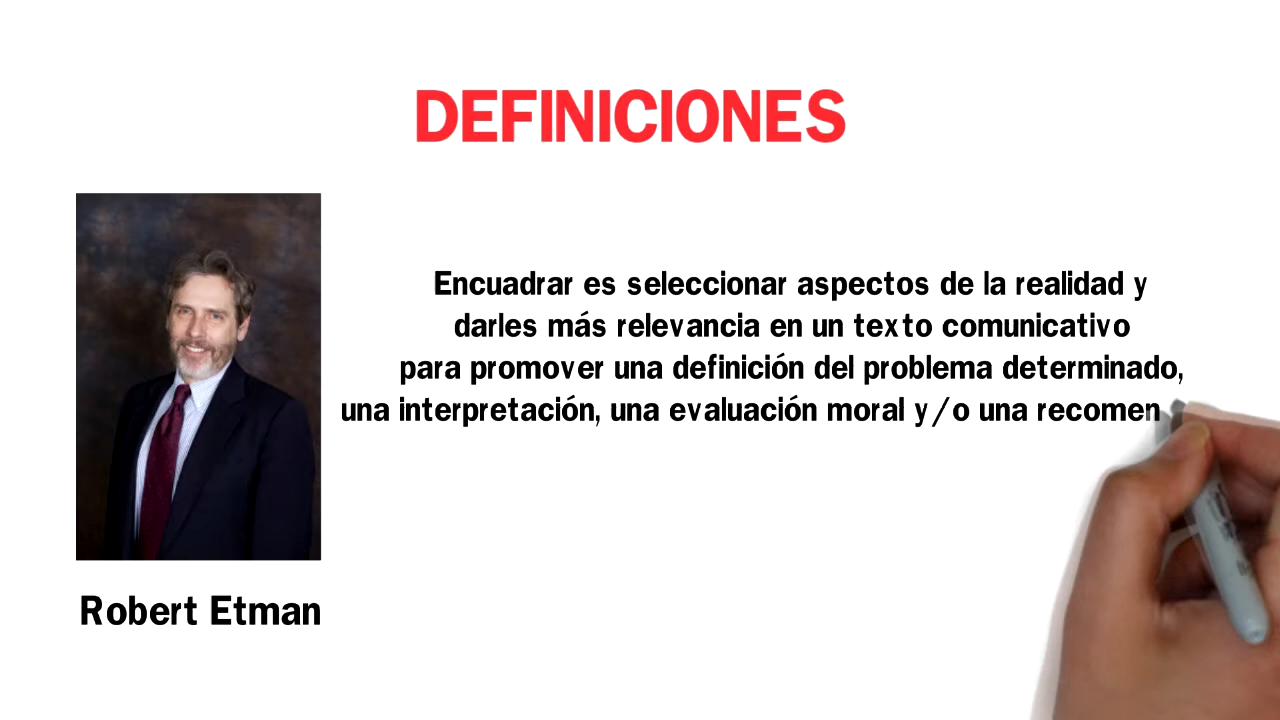 DEFINICIONES
Encuadrar es seleccionar aspectos de la realidad y
darles más relevancia en un texto comunicativo
para promover una definición del problema determinado,
una interpretación, una evaluación moral y/o una recomen
Robert Etman